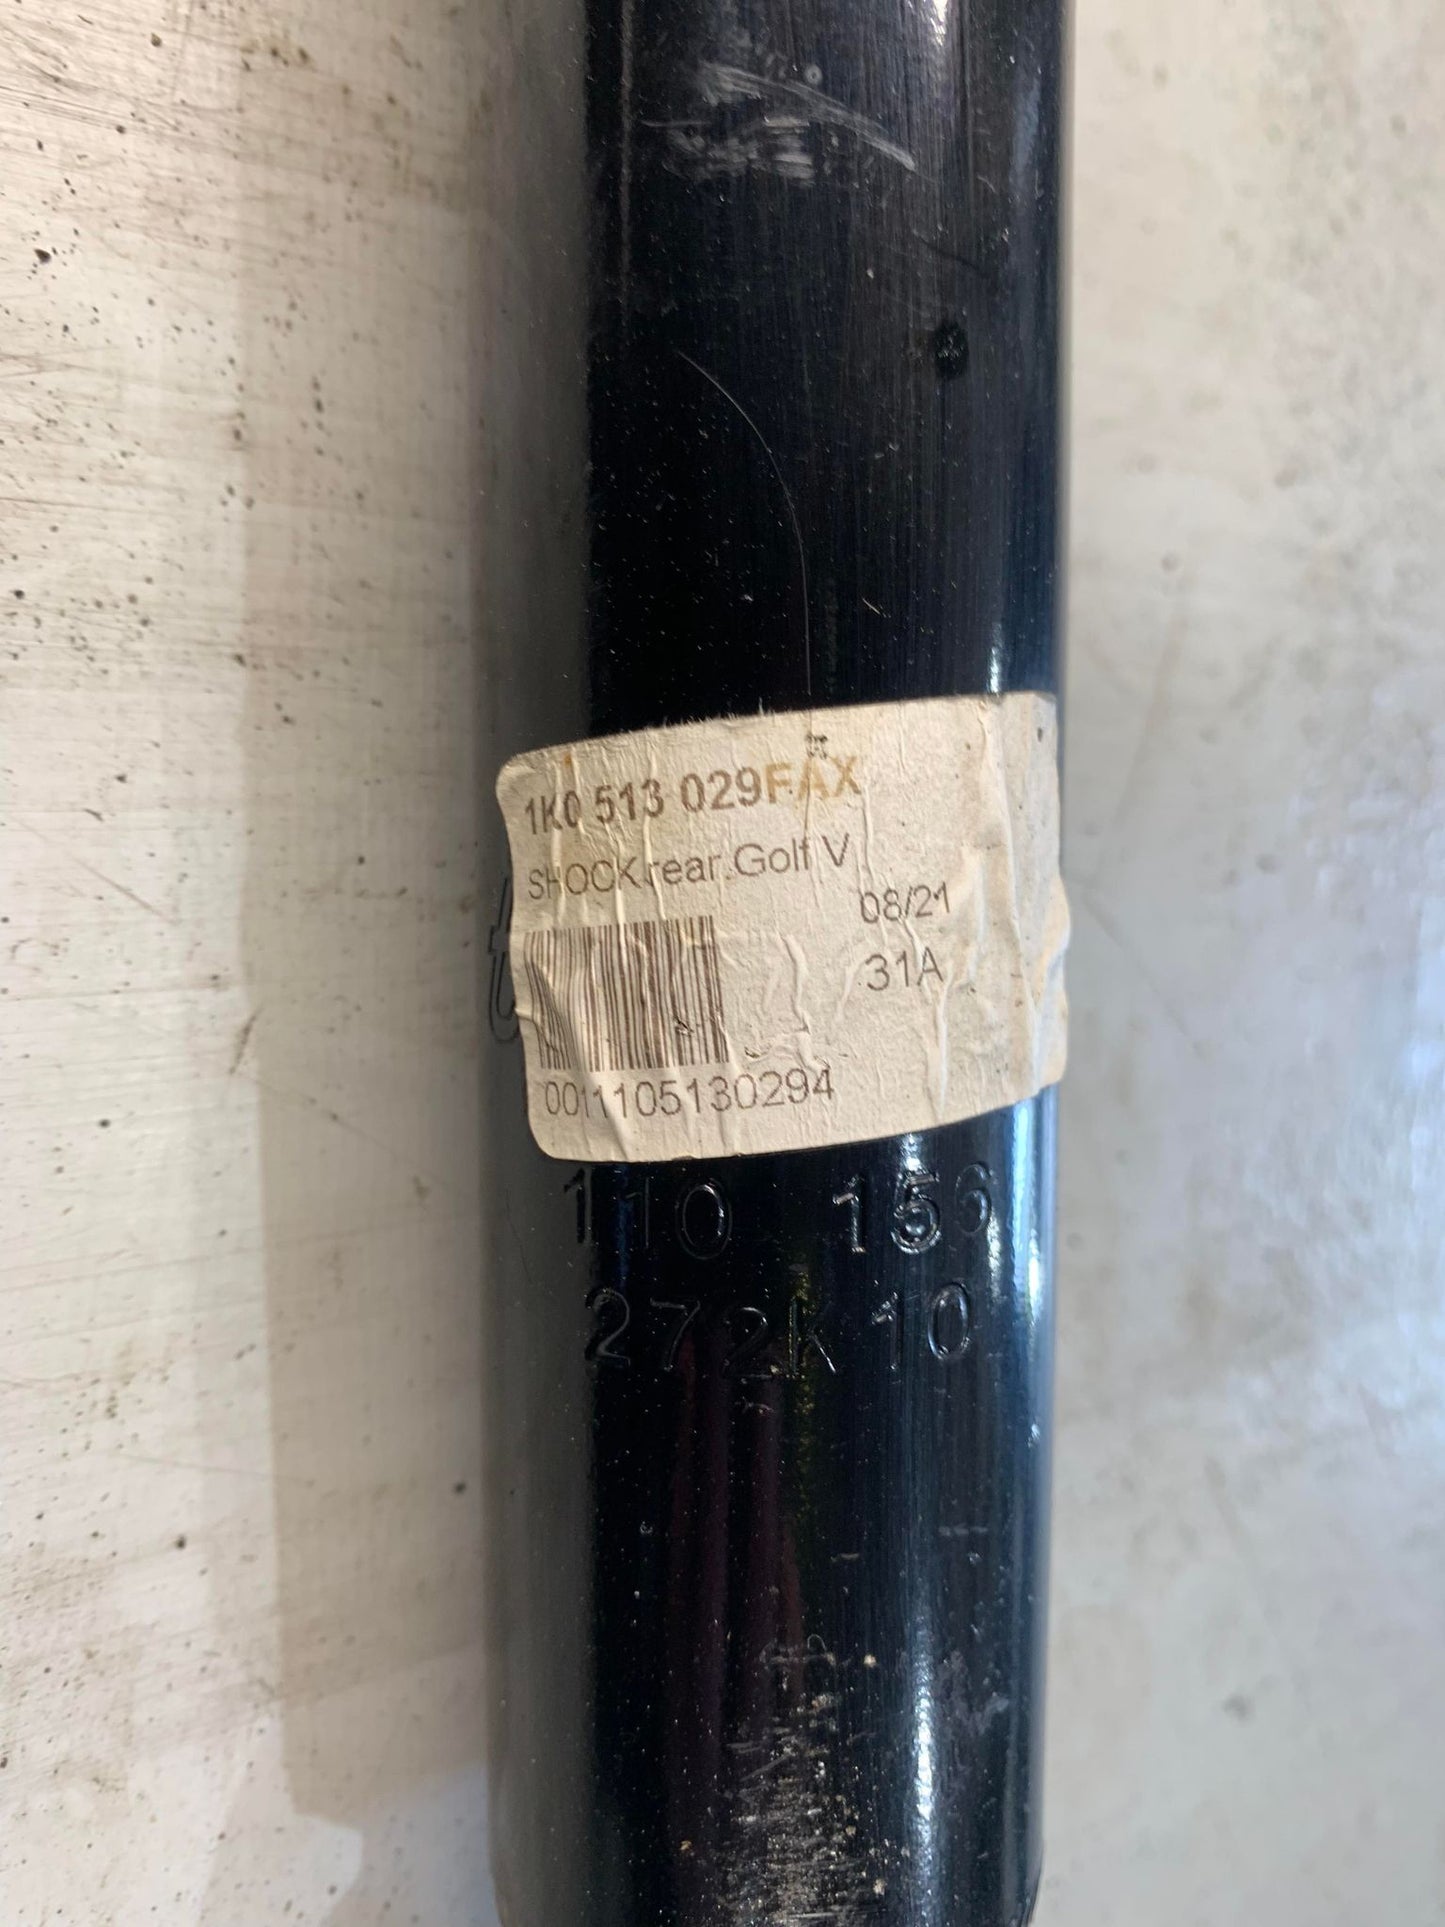 1K0 513 029FAX
SHOCK.rear.Golf V
08/21
31A
0011105130294
110 156
272K 10